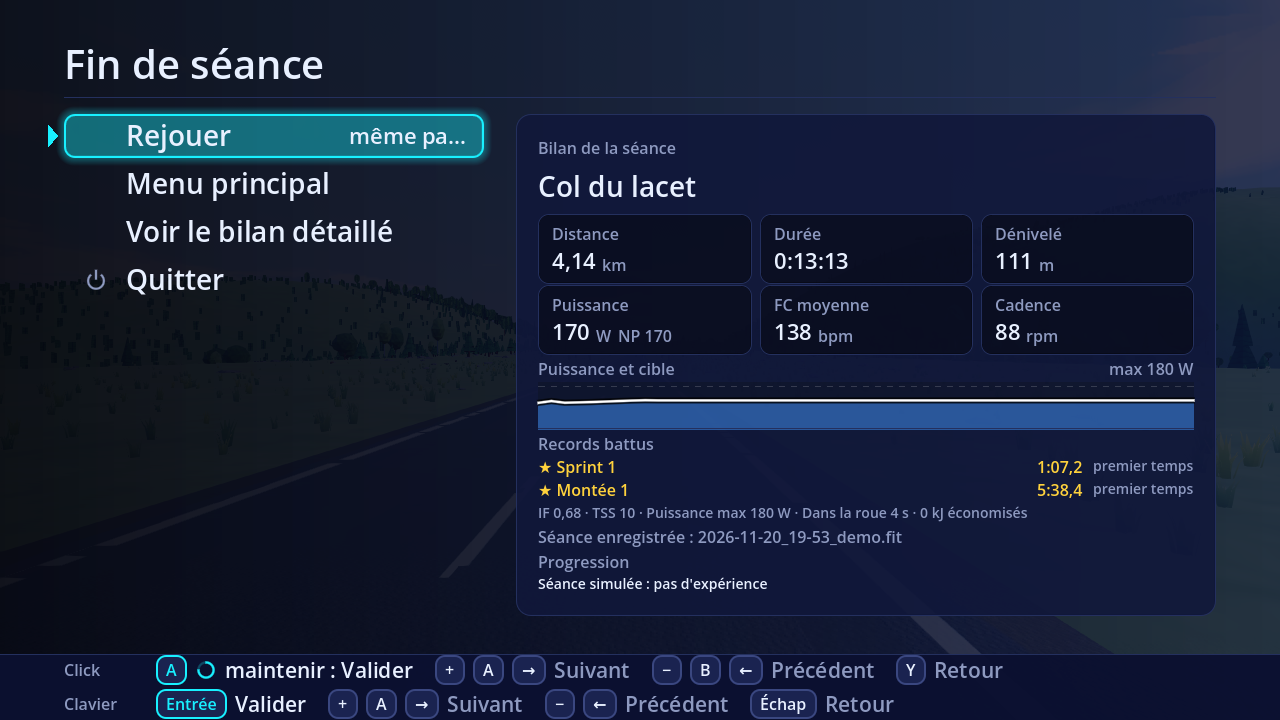 Fin de séance
Rejouer même pa...
Menu principal
Voir le bilan détaillé
Quitter
Bilan de la séance
Col du lacet
Distance Durée Dénivelé
4,14 km 0:13:13 111 m
Puissance FC moyenne Cadence
170 W NP 170 138 bpm 88 rpm
Puissance et cible max 180 W
Records battus
★ Sprint 1 1:07,2 premier temps
★ Montée 1 5:38,4 premier temps
IF 0,68 · TSS 10 · Puissance max 180 W · Dans la roue 4 s · 0 kJ économisés
Séance enregistrée : 2026-11-20_19-53_demo.fit
Progression
Séance simulée : pas d'expérience
Click A maintenir : Valider + A → Suivant − B ← Précédent Y Retour
Clavier Entrée Valider + A → Suivant − ← Précédent Échap Retour